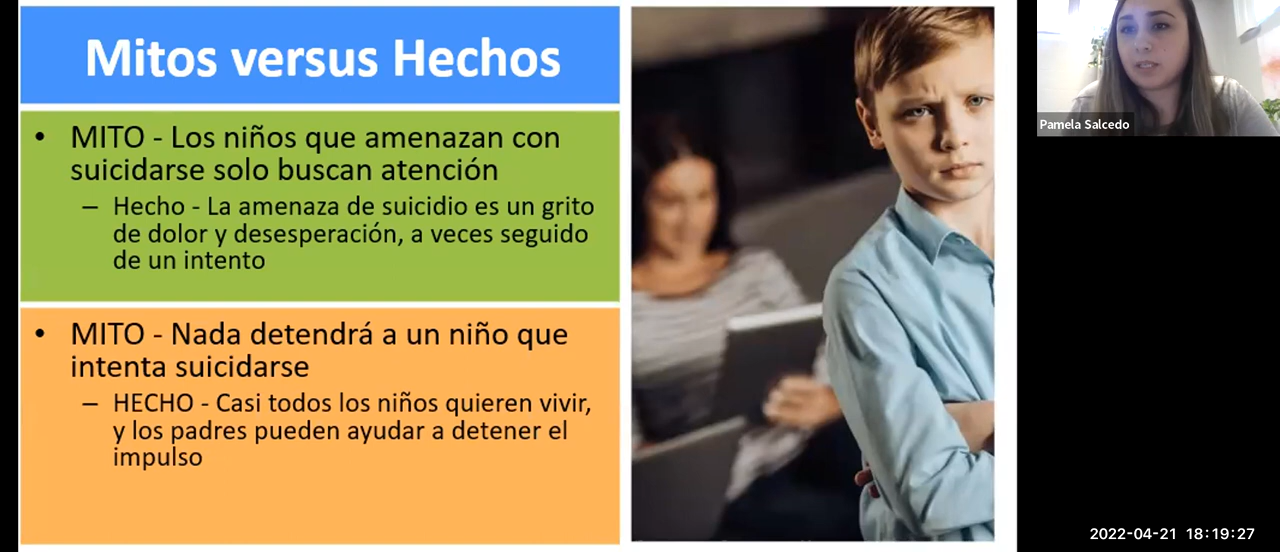 Mitos versus Hechos
• MITO - Los niños que amenazan con
suicidarse solo buscan atención
– Hecho - La amenaza de suicidio es un grito
de dolor y desesperación, a veces seguido
de un intento
• MITO - Nada detendrá a un niño que
intenta suicidarse
– HECHO - Casi todos los niños quieren vivir,
y los padres pueden ayudar a detener el
impulso
Pamela Salcedo
2022-04-21 18:19:27